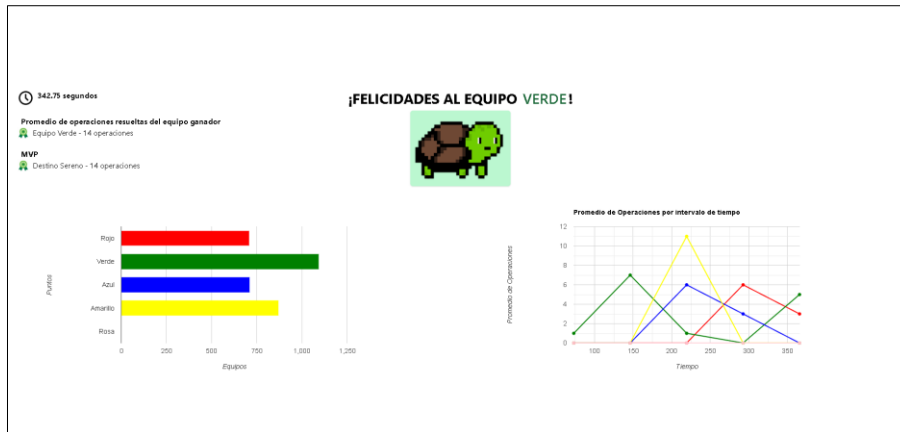 342.75 segundos
¡FELICIDADES AL EQUIPO VERDE!
Promedio de operaciones resueltas del equipo ganador
Equipo Verde - 14 operaciones
MVP
Destino Sereno - 14 operaciones
Puntos
Rojo
Verde
Azul
Amarillo
Rosa
0 250 500 750 1,000 1,250
Equipos
Promedio de Operaciones por intervalo de tiempo
Promedio de Operaciones
12
10
8
6
4
2
0
100 150 200 250 300 350
Tiempo